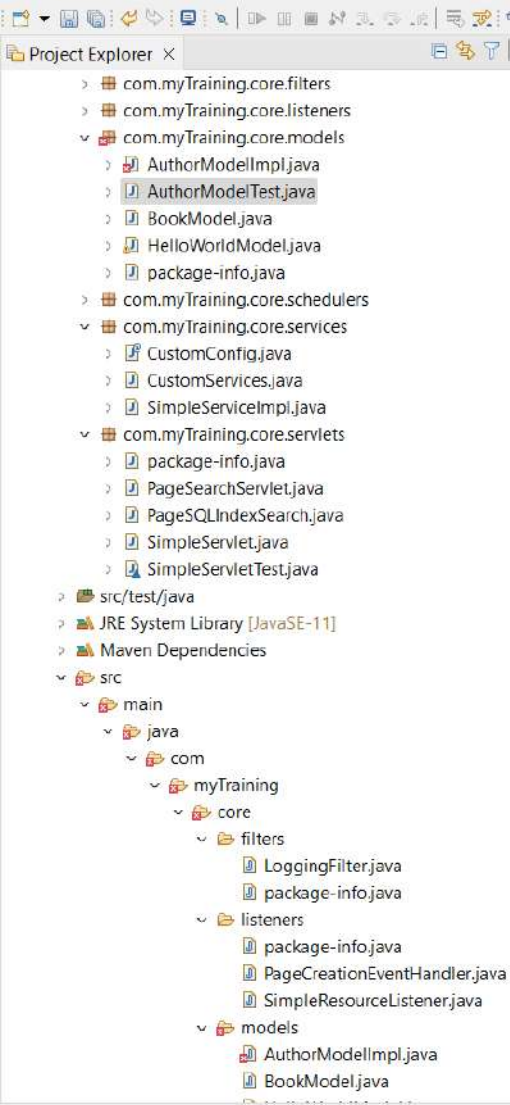 Project Explorer
com.myTraining.core.filters
com.myTraining.core.listeners
com.myTraining.core.models
AuthorModelImpl.java
AuthorModelTest.java
BookModel.java
HelloWorldModel.java
package-info.java
com.myTraining.core.schedulers
com.myTraining.core.services
CustomConfig.java
CustomServices.java
SimpleServiceImpl.java
com.myTraining.core.servlets
package-info.java
PageSearchServlet.java
PageSQLIndexSearch.java
SimpleServlet.java
SimpleServletTest.java
src/test/java
JRE System Library [JavaSE-11]
Maven Dependencies
src
main
java
com
myTraining
core
filters
LoggingFilter.java
package-info.java
listeners
package-info.java
PageCreationEventHandler.java
SimpleResourceListener.java
models
AuthorModelImpl.java
BookModel.java